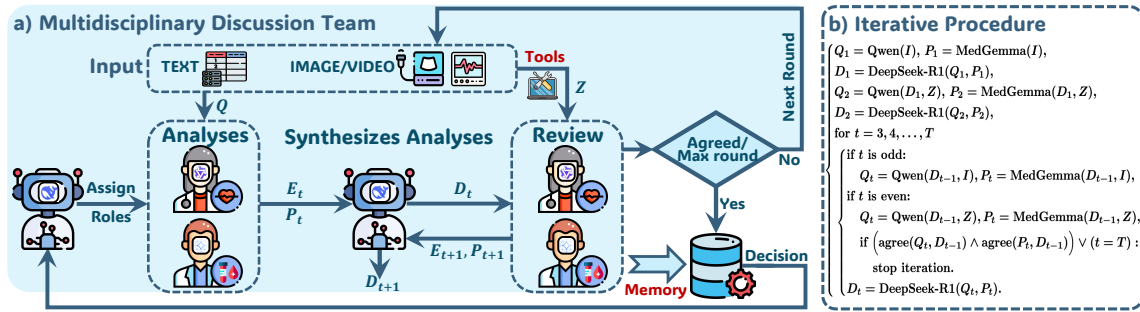 a) Multidisciplinary Discussion Team
Input
TEXT
IMAGE/VIDEO
Tools
Q
Z
Next Round
Analyses
Synthesizes Analyses
Review
Agreed/
Max round
No
Yes
Assign
Roles
E_t
P_t
D_t
E_{t+1}, P_{t+1}
D_{t+1}
Memory
Decision
b) Iterative Procedure
Q_1 = Qwen(I), P_1 = MedGemma(I),
D_1 = DeepSeek-R1(Q_1, P_1),
Q_2 = Qwen(D_1, Z), P_2 = MedGemma(D_1, Z),
D_2 = DeepSeek-R1(Q_2, P_2),
for t = 3, 4, . . . , T
if t is odd:
Q_t = Qwen(D_{t−1}, I), P_t = MedGemma(D_{t−1}, I),
if t is even:
Q_t = Qwen(D_{t−1}, Z), P_t = MedGemma(D_{t−1}, Z),
if (agree(Q_t, D_{t−1}) ∧ agree(P_t, D_{t−1})) ∨ (t = T) :
stop iteration.
D_t = DeepSeek-R1(Q_t, P_t).